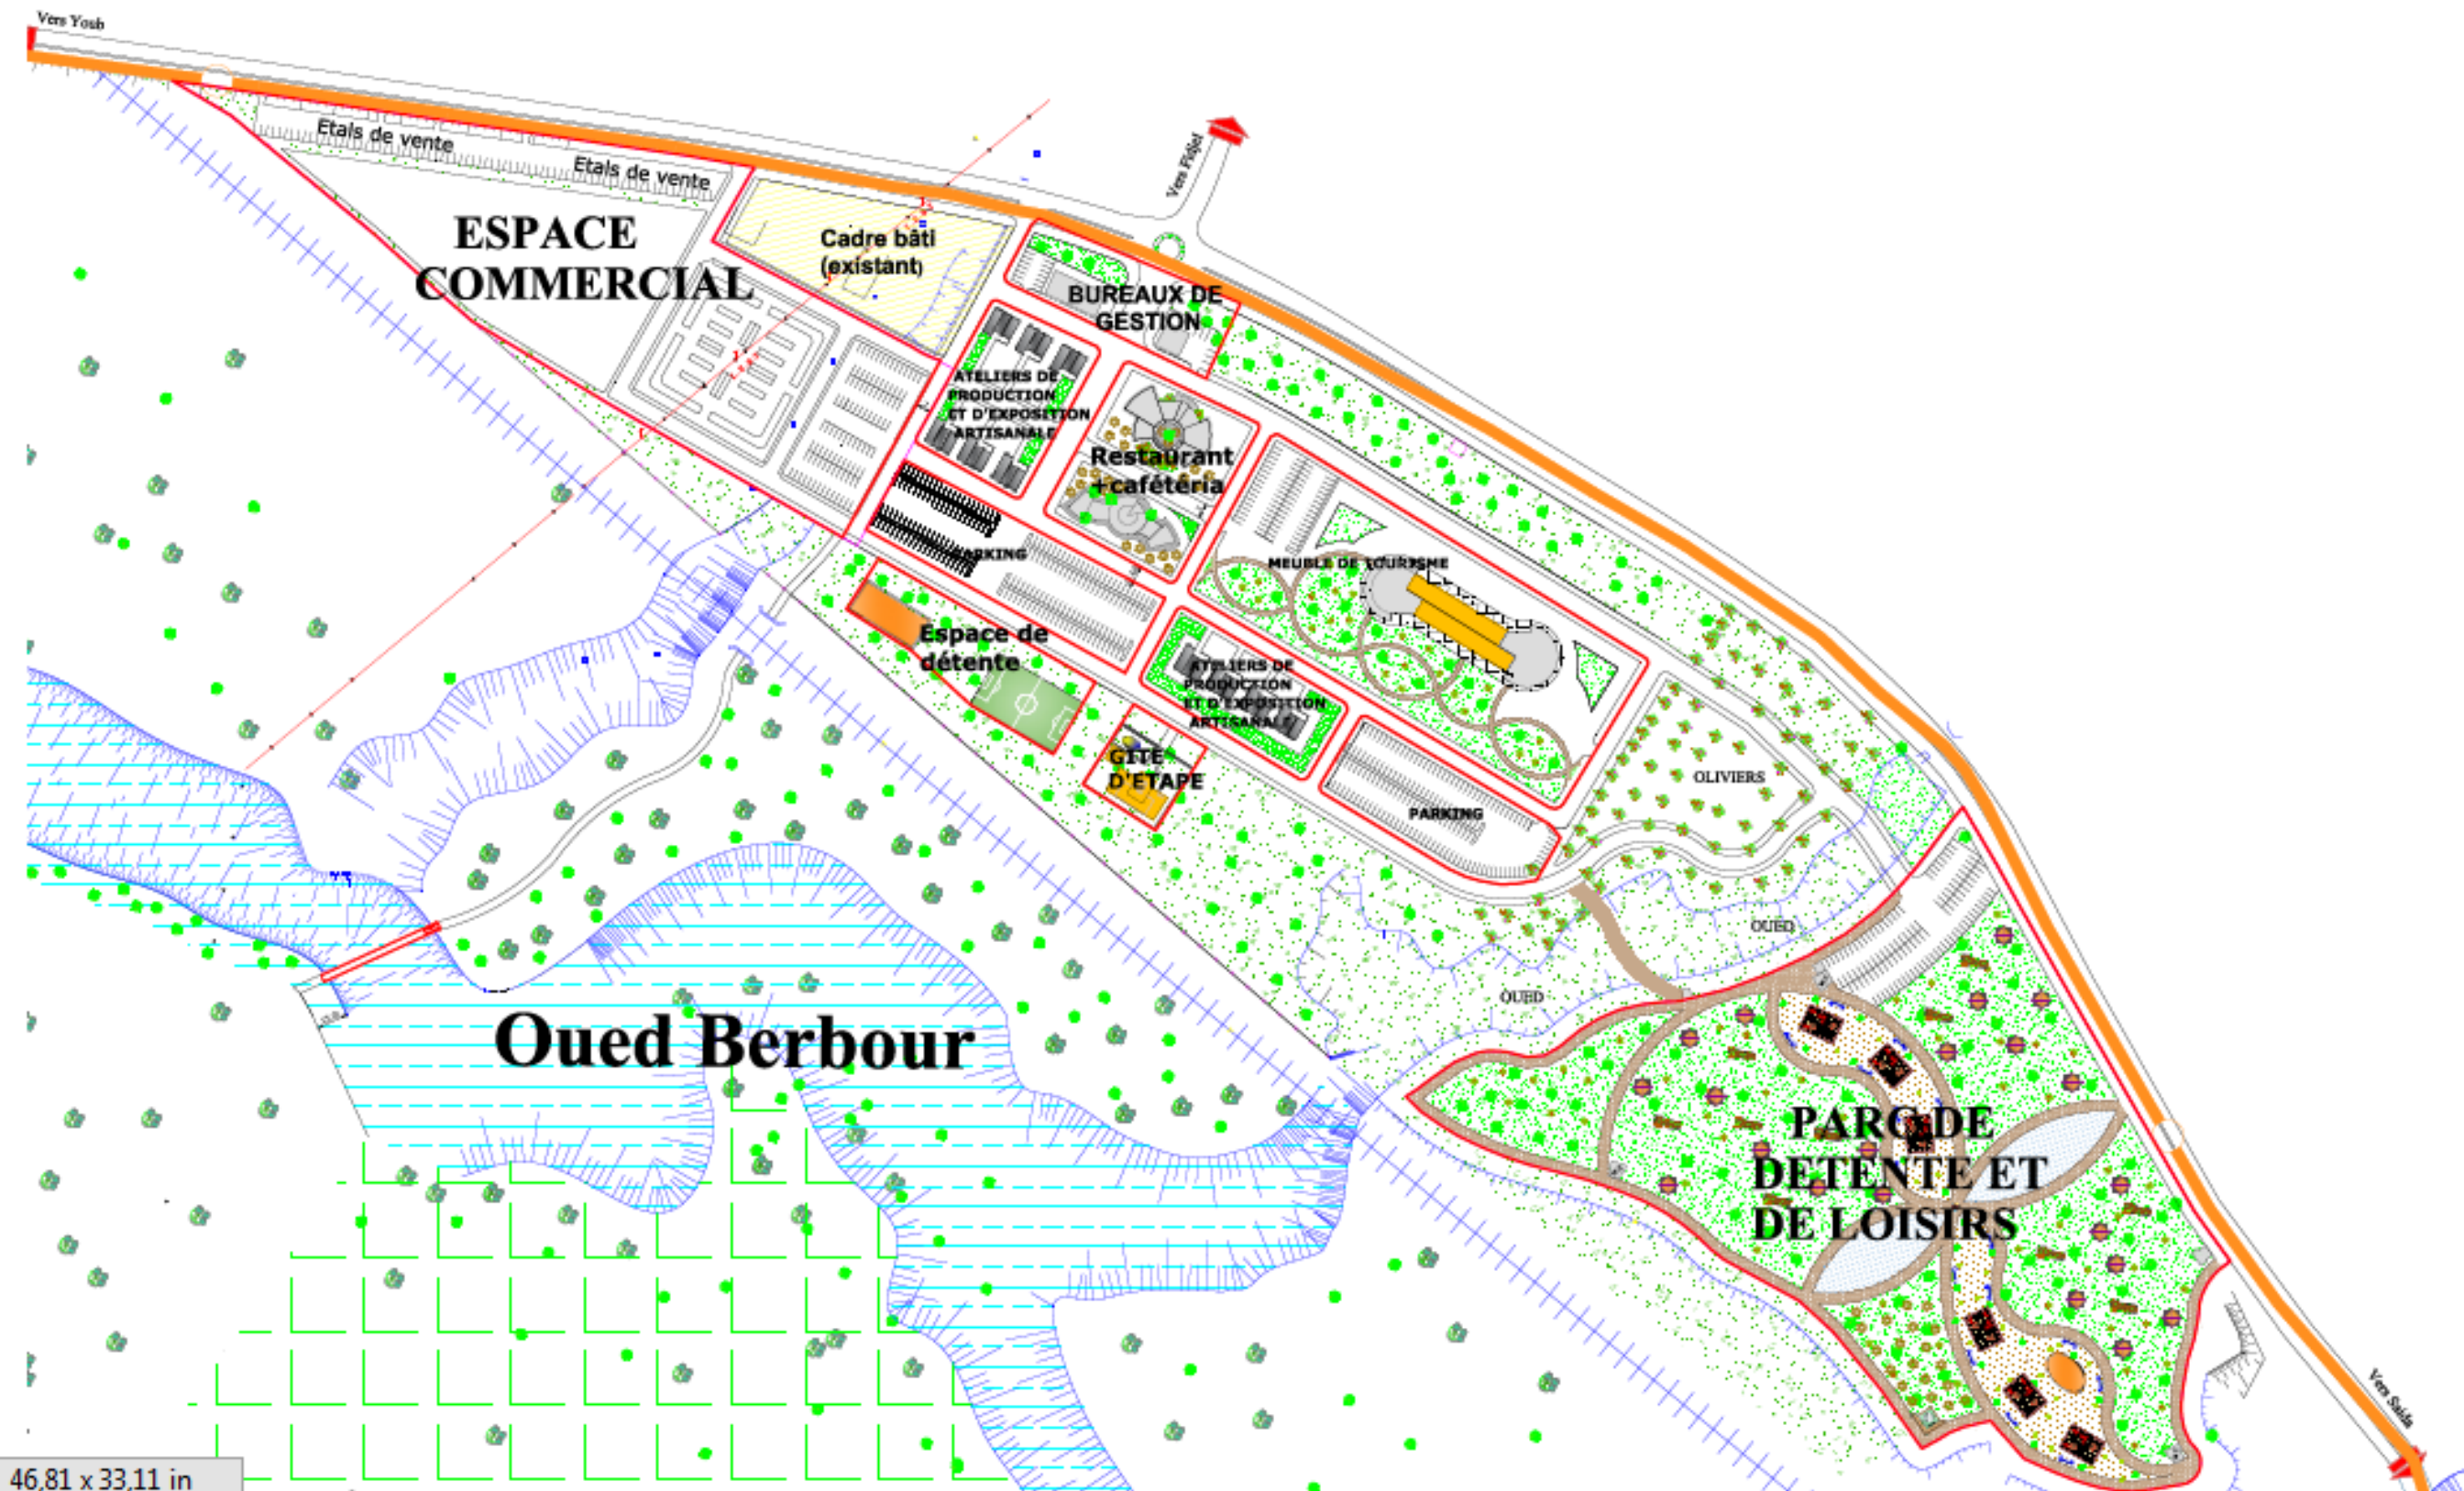 Vers Youb
Etals de vente
Etals de vente
Vers Fidjel
ESPACE
COMMERCIAL
Cadre bâti
(existant)
BUREAUX DE
GESTION
ATELIERS DE
PRODUCTION
ET D'EXPOSITION
ARTISANALE
Restaurant
+cafétéria
PARKING
MEUBLE DE TOURISME
Espace de
détente
ATELIERS DE
PRODUCTION
ET D'EXPOSITION
ARTISANALE
GITE
D'ETAPE
OLIVIERS
PARKING
OUED
OUED
Oued Berbour
PARC DE
DETENTE ET
DE LOISIRS
Vers Saida
46,81 x 33,11 in